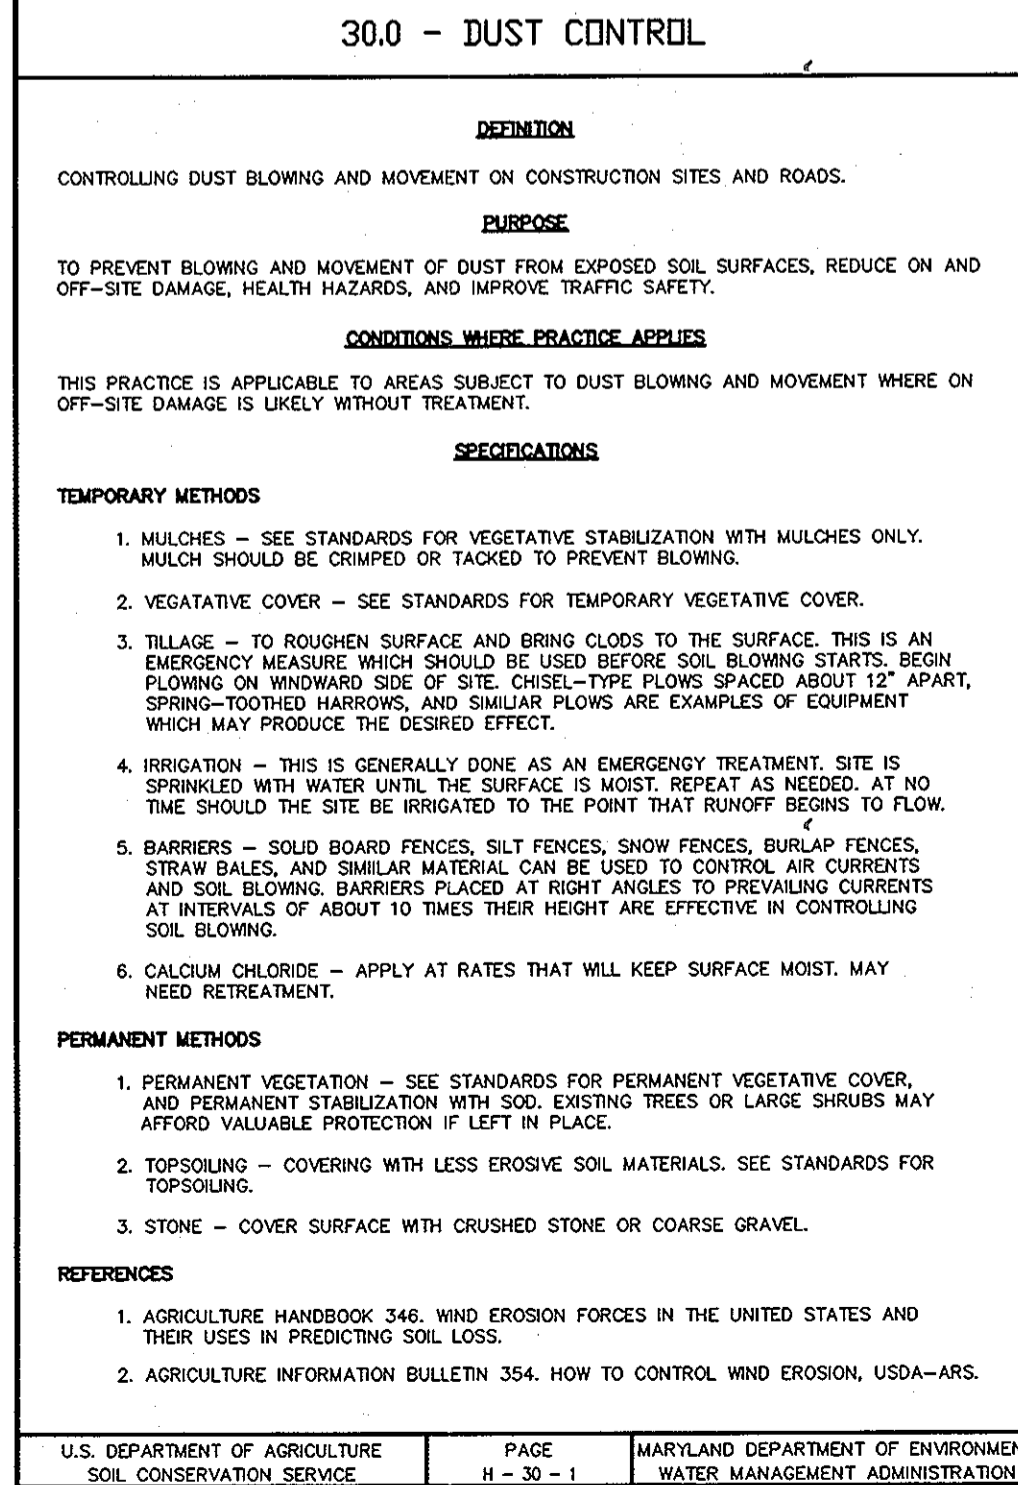 30.0 - DUST CONTROL
DEFINITION
CONTROLLING DUST BLOWING AND MOVEMENT ON CONSTRUCTION SITES AND ROADS.
PURPOSE
TO PREVENT BLOWING AND MOVEMENT OF DUST FROM EXPOSED SOIL SURFACES, REDUCE ON AND
OFF-SITE DAMAGE, HEALTH HAZARDS, AND IMPROVE TRAFFIC SAFETY.
CONDITIONS WHERE PRACTICE APPLIES
THIS PRACTICE IS APPLICABLE TO AREAS SUBJECT TO DUST BLOWING AND MOVEMENT WHERE ON
OFF-SITE DAMAGE IS LIKELY WITHOUT TREATMENT.
SPECIFICATIONS
TEMPORARY METHODS
1. MULCHES - SEE STANDARDS FOR VEGETATIVE STABILIZATION WITH MULCHES ONLY.
MULCH SHOULD BE CRIMPED OR TACKED TO PREVENT BLOWING.
2. VEGATATIVE COVER - SEE STANDARDS FOR TEMPORARY VEGETATIVE COVER.
3. TILLAGE - TO ROUGHEN SURFACE AND BRING CLODS TO THE SURFACE. THIS IS AN
EMERGENCY MEASURE WHICH SHOULD BE USED BEFORE SOIL BLOWING STARTS. BEGIN
PLOWING ON WINDWARD SIDE OF SITE. CHISEL-TYPE PLOWS SPACED ABOUT 12" APART,
SPRING-TOOTHED HARROWS, AND SIMILIAR PLOWS ARE EXAMPLES OF EQUIPMENT
WHICH MAY PRODUCE THE DESIRED EFFECT.
4. IRRIGATION - THIS IS GENERALLY DONE AS AN EMERGENGY TREATMENT. SITE IS
SPRINKLED WITH WATER UNTIL THE SURFACE IS MOIST. REPEAT AS NEEDED. AT NO
TIME SHOULD THE SITE BE IRRIGATED TO THE POINT THAT RUNOFF BEGINS TO FLOW.
5. BARRIERS - SOLID BOARD FENCES, SILT FENCES, SNOW FENCES, BURLAP FENCES,
STRAW BALES, AND SIMIILAR MATERIAL CAN BE USED TO CONTROL AIR CURRENTS
AND SOIL BLOWING. BARRIERS PLACED AT RIGHT ANGLES TO PREVAILING CURRENTS
AT INTERVALS OF ABOUT 10 TIMES THEIR HEIGHT ARE EFFECTIVE IN CONTROLLING
SOIL BLOWING.
6. CALCIUM CHLORIDE - APPLY AT RATES THAT WILL KEEP SURFACE MOIST. MAY
NEED RETREATMENT.
PERMANENT METHODS
1. PERMANENT VEGETATION - SEE STANDARDS FOR PERMANENT VEGETATIVE COVER,
AND PERMANENT STABILIZATION WITH SOD. EXISTING TREES OR LARGE SHRUBS MAY
AFFORD VALUABLE PROTECTION IF LEFT IN PLACE.
2. TOPSOILING - COVERING WITH LESS EROSIVE SOIL MATERIALS. SEE STANDARDS FOR
TOPSOILING.
3. STONE - COVER SURFACE WITH CRUSHED STONE OR COARSE GRAVEL.
REFERENCES
1. AGRICULTURE HANDBOOK 346. WIND EROSION FORCES IN THE UNITED STATES AND
THEIR USES IN PREDICTING SOIL LOSS.
2. AGRICULTURE INFORMATION BULLETIN 354. HOW TO CONTROL WIND EROSION, USDA-ARS.
U.S. DEPARTMENT OF AGRICULTURE
SOIL CONSERVATION SERVICE
PAGE
H - 30 - 1
MARYLAND DEPARTMENT OF ENVIRONMEN
WATER MANAGEMENT ADMINISTRATION